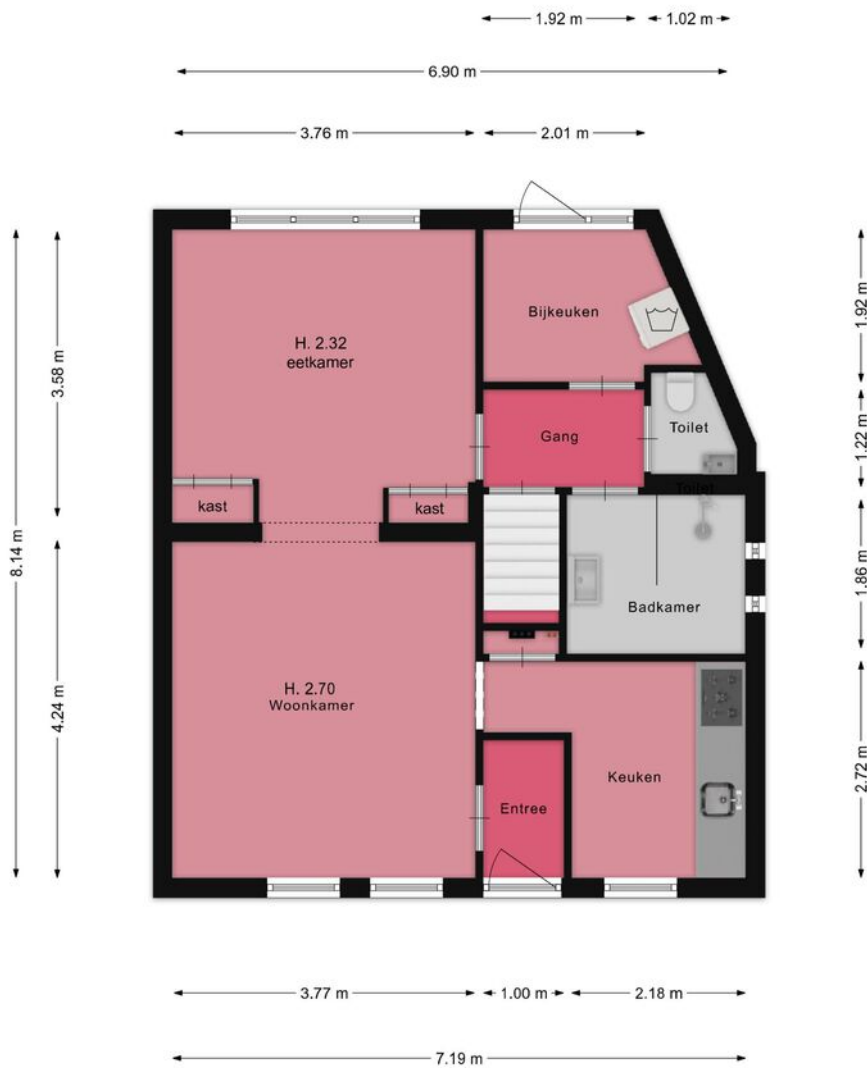 1.92 m
1.02 m
6.90 m
3.76 m
2.01 m
8.14 m
3.58 m
4.24 m
H. 2.32
eetkamer
Bijkeuken
Gang
Toilet
Toilet
kast
kast
Badkamer
H. 2.70
Woonkamer
Keuken
Entree
1.92 m
1.22 m
1.86 m
2.72 m
3.77 m
1.00 m
2.18 m
7.19 m